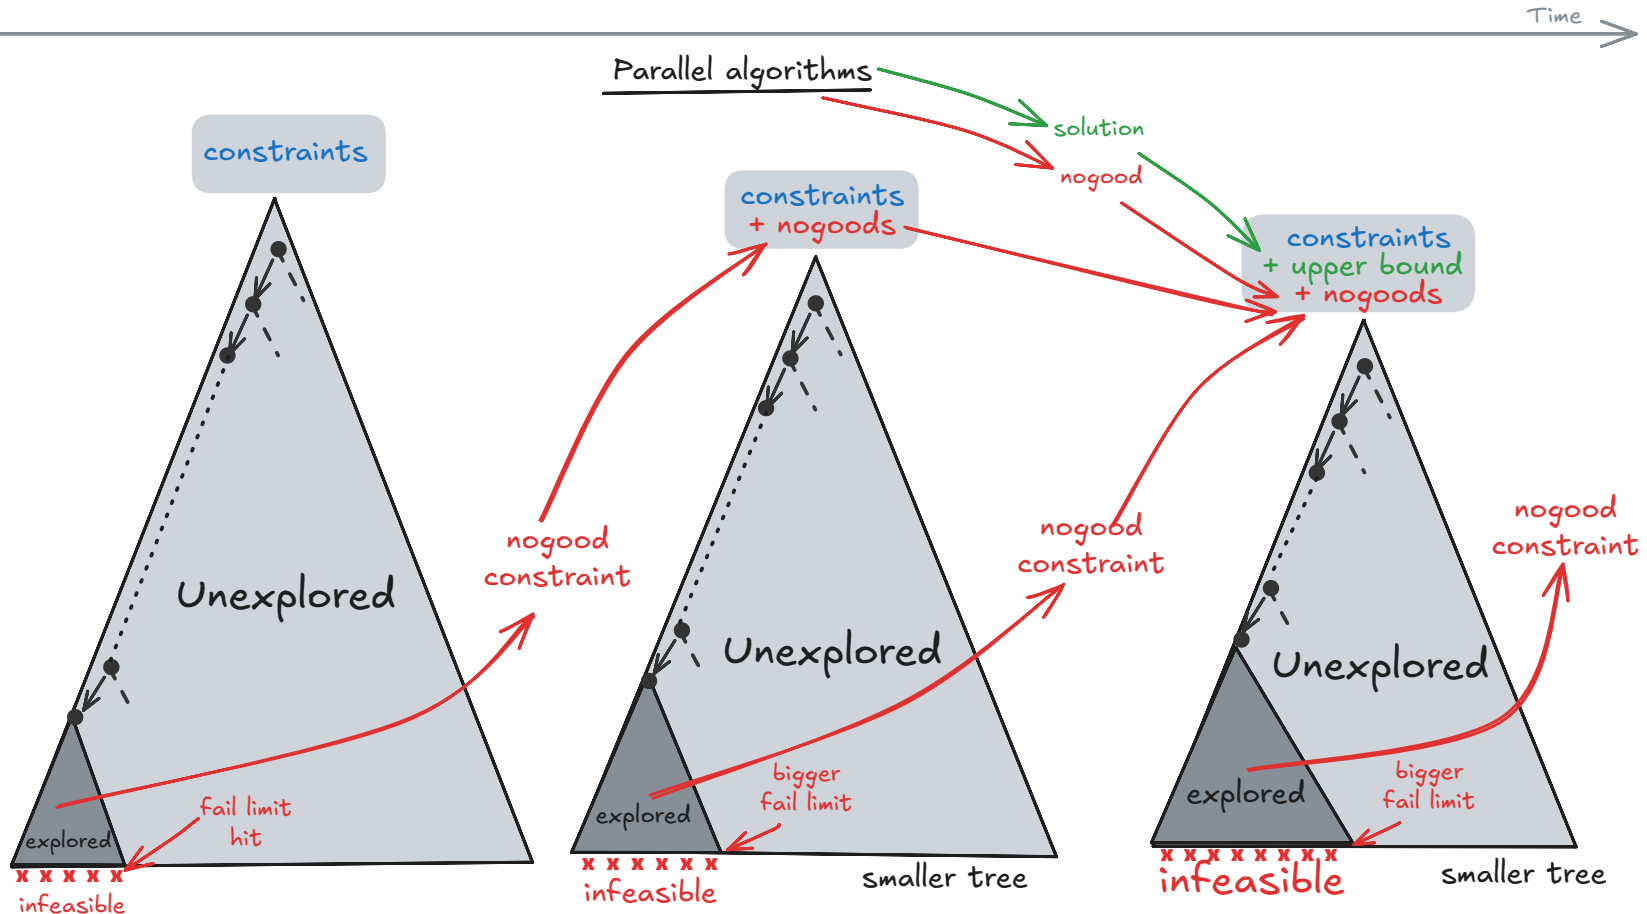 Time
Parallel algorithms
solution
nogood
constraints
constraints
+ nogoods
constraints
+ upper bound
+ nogoods
nogood
constraint
nogood
constraint
nogood
constraint
Unexplored
Unexplored
Unexplored
explored
fail limit
hit
explored
bigger
fail limit
explored
bigger
fail limit
x x x x x
infeasible
x x x x x x
infeasible
smaller tree
x x x x x x x x
infeasible
smaller tree